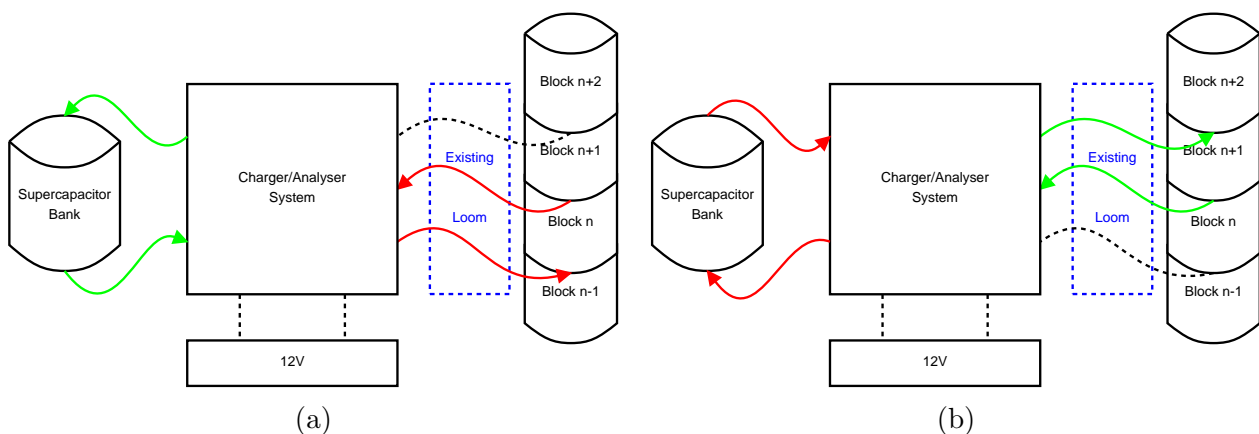 Block n+2
Existing
Block n+1
Charger/Analyser
System
Supercapacitor
Bank
Loom
Block n
Block n-1
12V
(a)
Block n+2
Existing
Block n+1
Charger/Analyser
System
Supercapacitor
Bank
Loom
Block n
Block n-1
12V
(b)